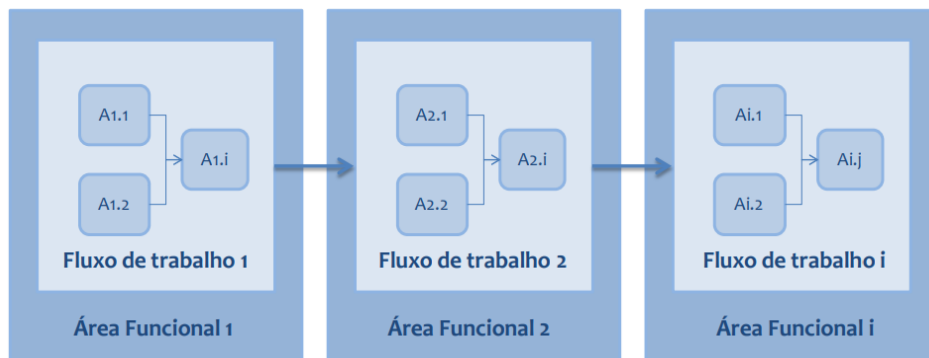 A1.1
A1.2
A1.i
Fluxo de trabalho 1
Área Funcional 1
A2.1
A2.2
A2.i
Fluxo de trabalho 2
Área Funcional 2
Ai.1
Ai.2
Ai.j
Fluxo de trabalho i
Área Funcional i